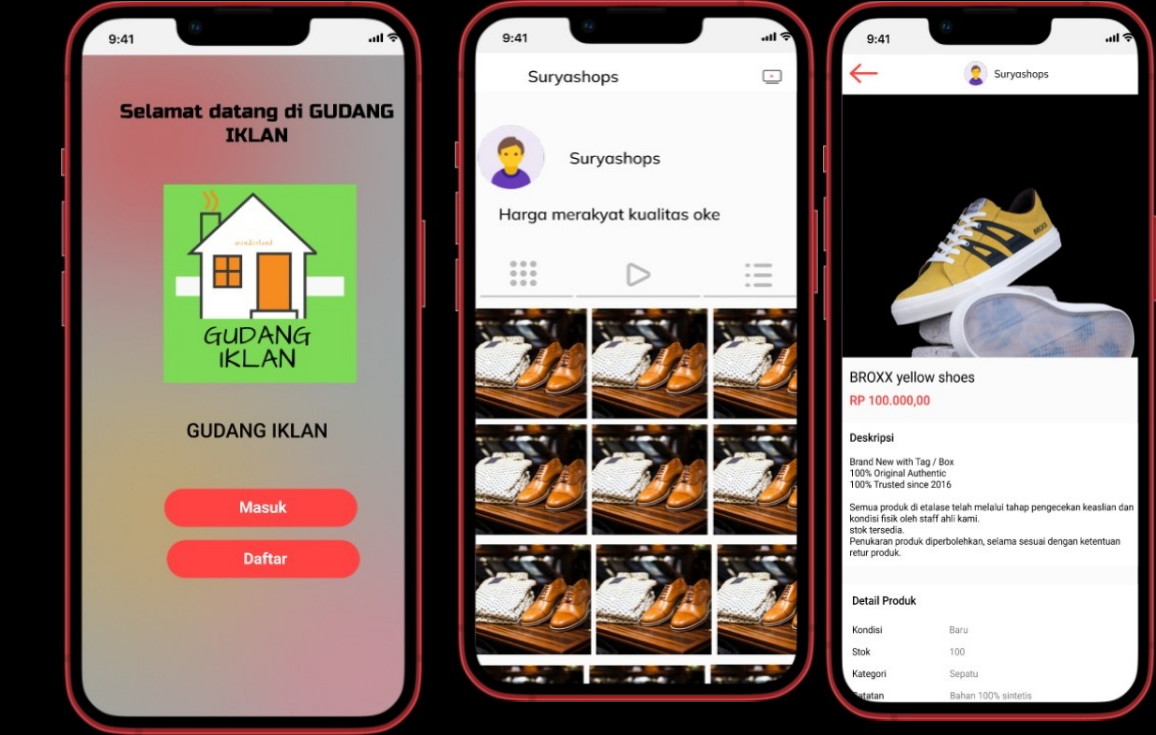 9:41
Selamat datang di GUDANG
IKLAN
wonderland
GUDANG
IKLAN
GUDANG IKLAN
Masuk
Daftar
9:41
Suryashops
Suryashops
Harga merakyat kualitas oke
9:41
Suryashops
BROXX
BROXX yellow shoes
RP 100.000,00
Deskripsi
Brand New with Tag / Box
100% Original Authentic
100% Trusted since 2016
Semua produk di etalase telah melalui tahap pengecekan keaslian dan
kondisi fisik oleh staff ahli kami.
stok tersedia.
Penukaran produk diperbolehkan, selama sesuai dengan ketentuan
retur produk.
Detail Produk
Kondisi Baru
Stok 100
Kategori Sepatu
Bahan 100% sintetis